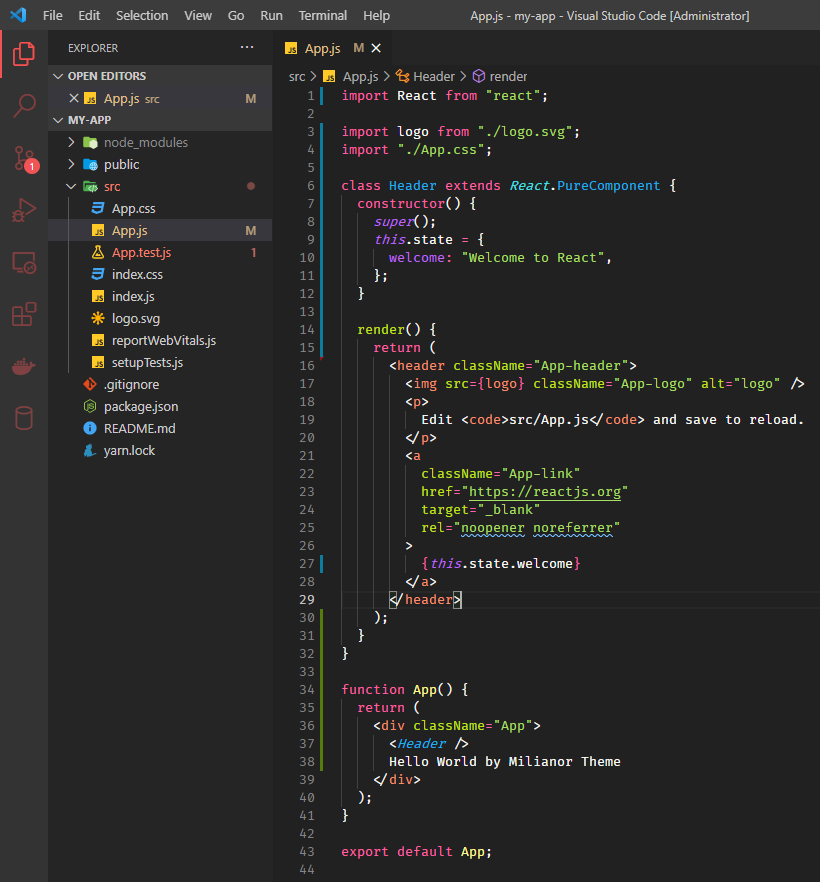 File Edit Selection View Go Run Terminal Help App.js - my-app - Visual Studio Code [Administrator]
EXPLORER ...
OPEN EDITORS
JS App.js src M
MY-APP
node_modules
public
src
App.css
JS App.js M
App.test.js 1
index.css
JS index.js
logo.svg
JS reportWebVitals.js
JS setupTests.js
.gitignore
JS package.json
i README.md
yarn.lock
1
JS App.js M
src > JS App.js > Header > render
1 import React from "react";
2
3 import logo from "./logo.svg";
4 import "./App.css";
5
6 class Header extends React.PureComponent {
7   constructor() {
8     super();
9     this.state = {
10       welcome: "Welcome to React",
11     };
12   }
13
14   render() {
15     return (
16       <header className="App-header">
17         <img src={logo} className="App-logo" alt="logo" />
18         <p>
19           Edit <code>src/App.js</code> and save to reload.
20         </p>
21         <a
22           className="App-link"
23           href="https://reactjs.org"
24           target="_blank"
25           rel="noopener noreferrer"
26         >
27           {this.state.welcome}
28         </a>
29       </header>
30     );
31   }
32 }
33
34 function App() {
35   return (
36     <div className="App">
37       <Header />
38       Hello World by Milianor Theme
39     </div>
40   );
41 }
42
43 export default App;
44